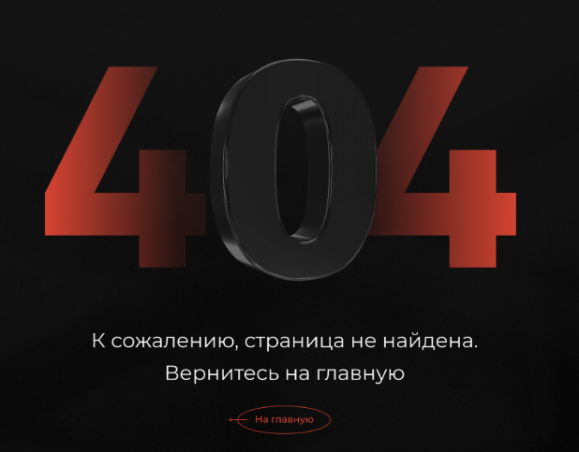 404
К сожалению, страница не найдена.
Вернитесь на главную
На главную